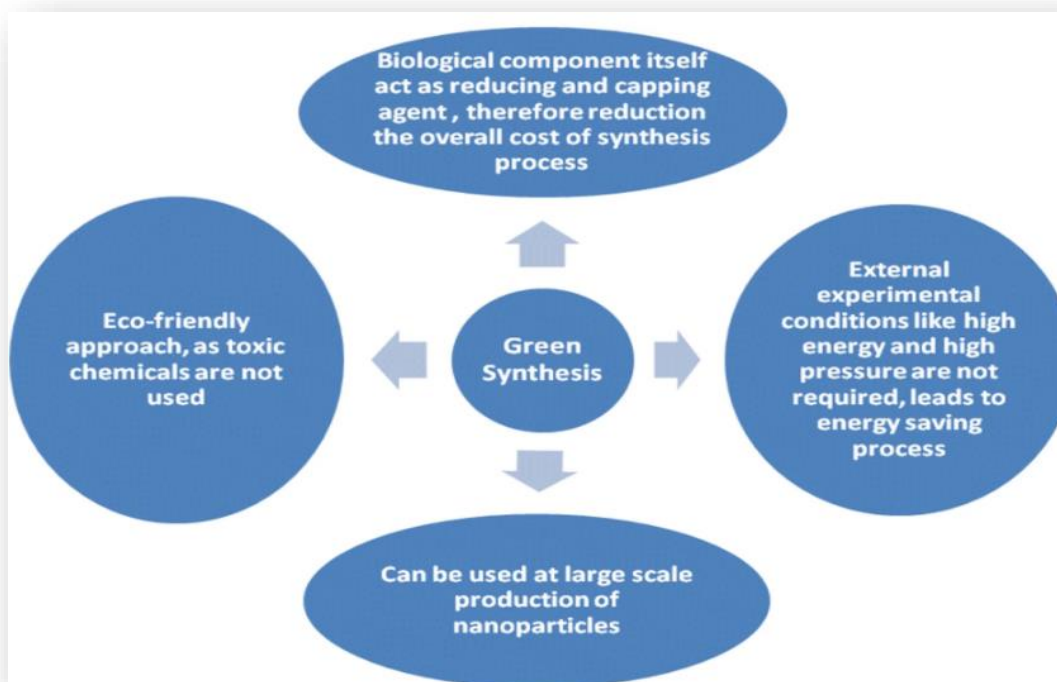 Biological component itself
act as reducing and capping
agent , therefore reduction
the overall cost of synthesis
process
Eco-friendly
approach, as toxic
chemicals are not
used
Green
Synthesis
External
experimental
conditions like high
energy and high
pressure are not
required, leads to
energy saving
process
Can be used at large scale
production of
nanoparticles